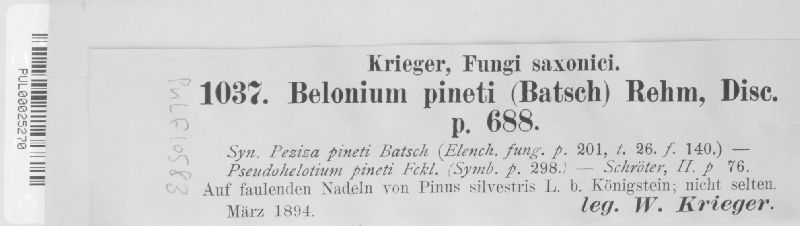 Krieger, Fungi saxonici.
1037. Belonium pineti (Batsch) Rehm, Disc.
p. 688.
Syn. Peziza pineti Batsch (Elench. fung. p. 201, t. 26. f. 140.) —
Pseudohelotium pineti Fckl. (Symb. p. 298.) — Schröter, II. p 76.
Auf faulenden Nadeln von Pinus silvestris L. b. Königstein; nicht selten.
März 1894.
leg. W. Krieger.
PUL00025270
PUL F10583